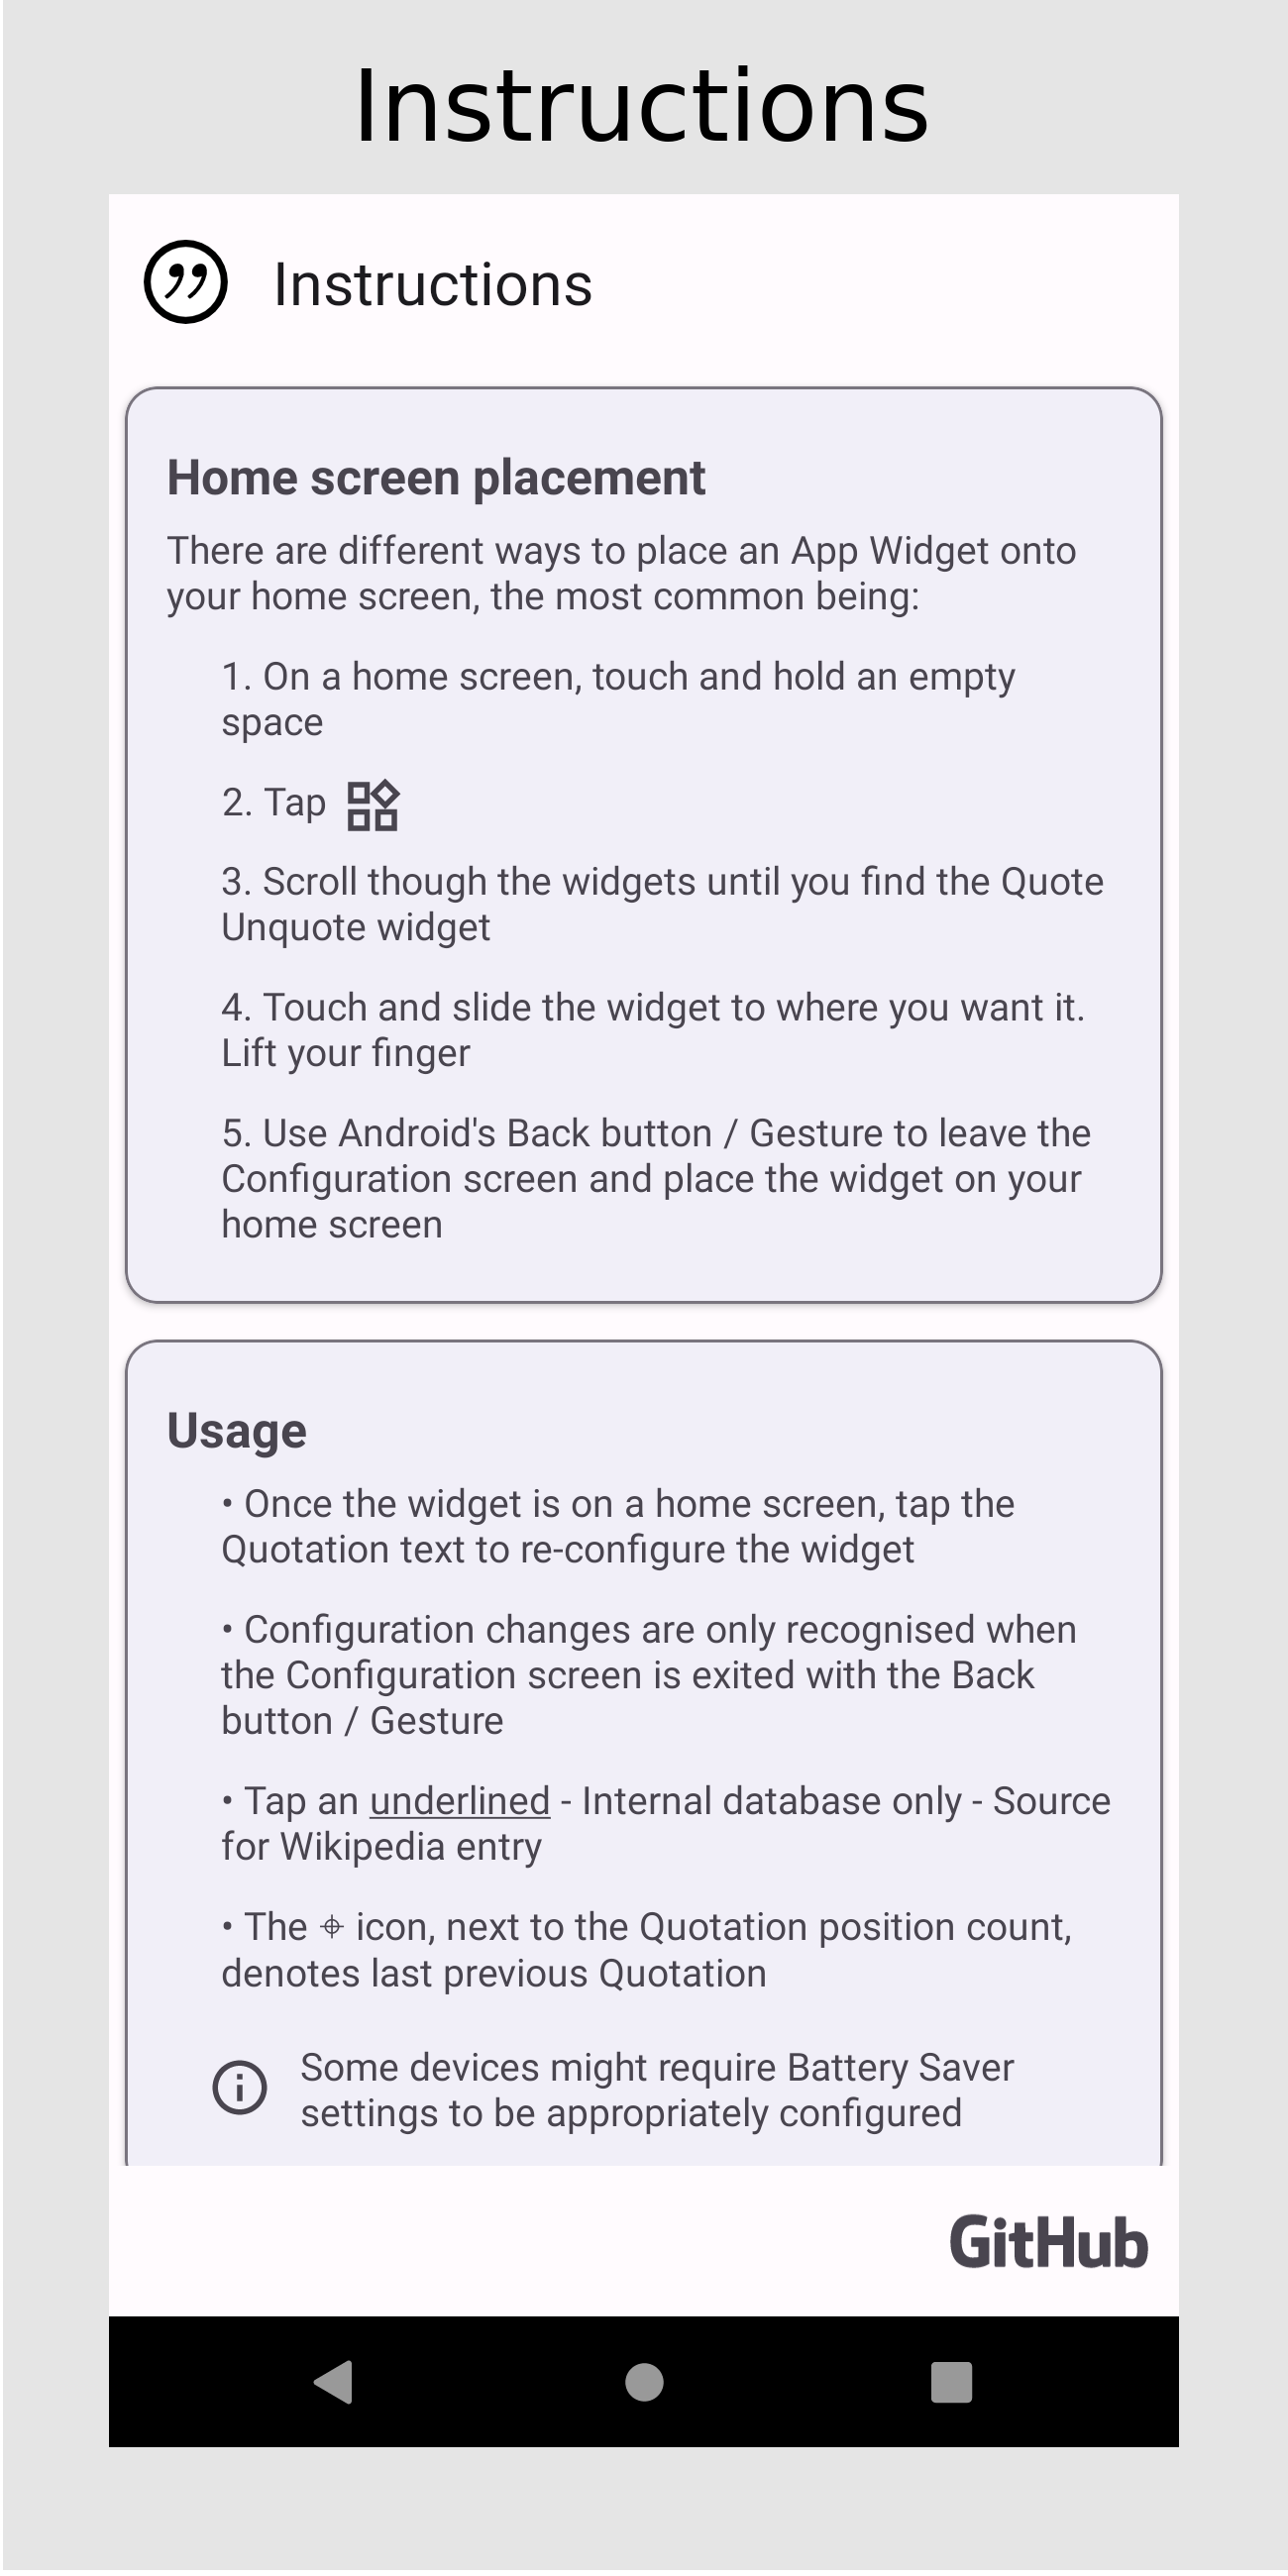 Instructions
Instructions
Home screen placement
There are different ways to place an App Widget onto
your home screen, the most common being:
1. On a home screen, touch and hold an empty
space
2. Tap
3. Scroll though the widgets until you find the Quote
Unquote widget
4. Touch and slide the widget to where you want it.
Lift your finger
5. Use Android's Back button / Gesture to leave the
Configuration screen and place the widget on your
home screen
Usage
• Once the widget is on a home screen, tap the
Quotation text to re-configure the widget
• Configuration changes are only recognised when
the Configuration screen is exited with the Back
button / Gesture
• Tap an underlined - Internal database only - Source
for Wikipedia entry
• The ⌖ icon, next to the Quotation position count,
denotes last previous Quotation
Some devices might require Battery Saver
settings to be appropriately configured
GitHub